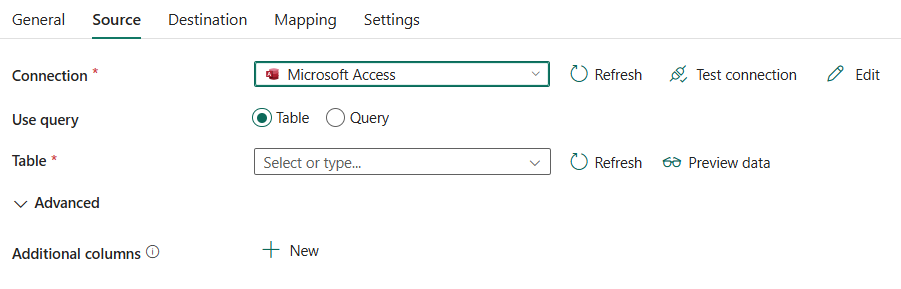 General Source Destination Mapping Settings
Connection * Microsoft Access Refresh Test connection Edit
Use query Table Query
Table * Select or type... Refresh Preview data
Advanced
Additional columns New